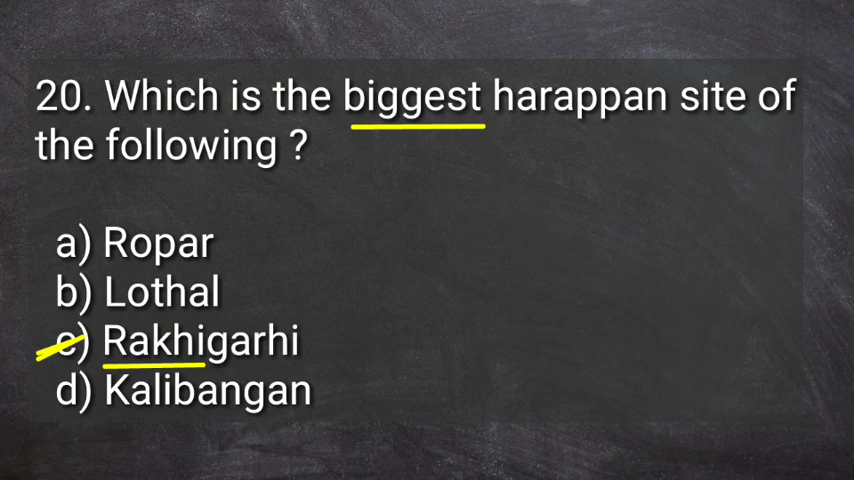 20. Which is the biggest harappan site of
the following ?
a) Ropar
b) Lothal
c) Rakhigarhi
d) Kalibangan